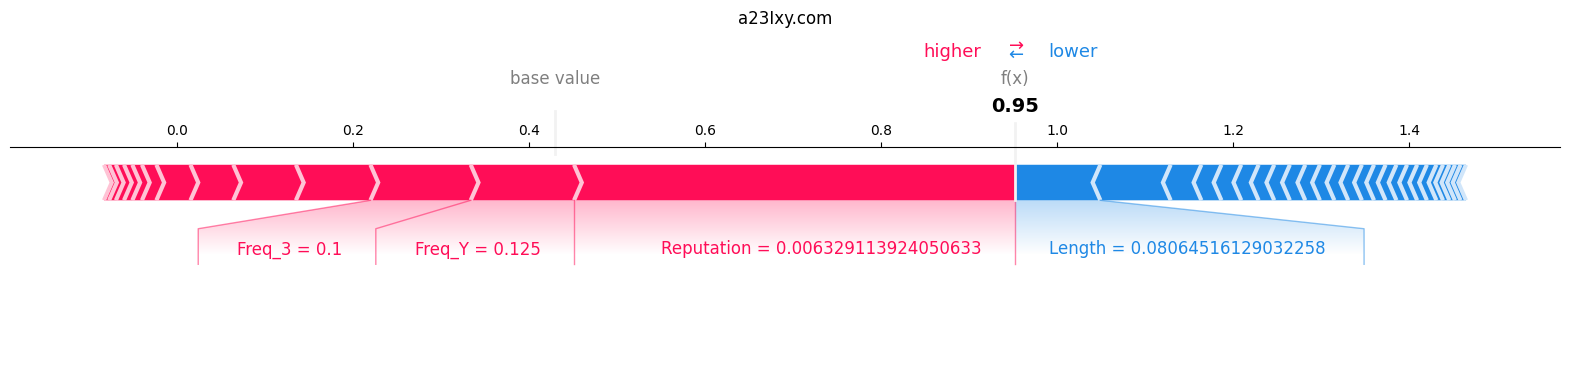 a23lxy.com
higher ⇄ lower
base value
f(x)
0.95
0.0 0.2 0.4 0.6 0.8 1.0 1.2 1.4
Freq_3 = 0.1 Freq_Y = 0.125 Reputation = 0.006329113924050633 Length = 0.08064516129032258